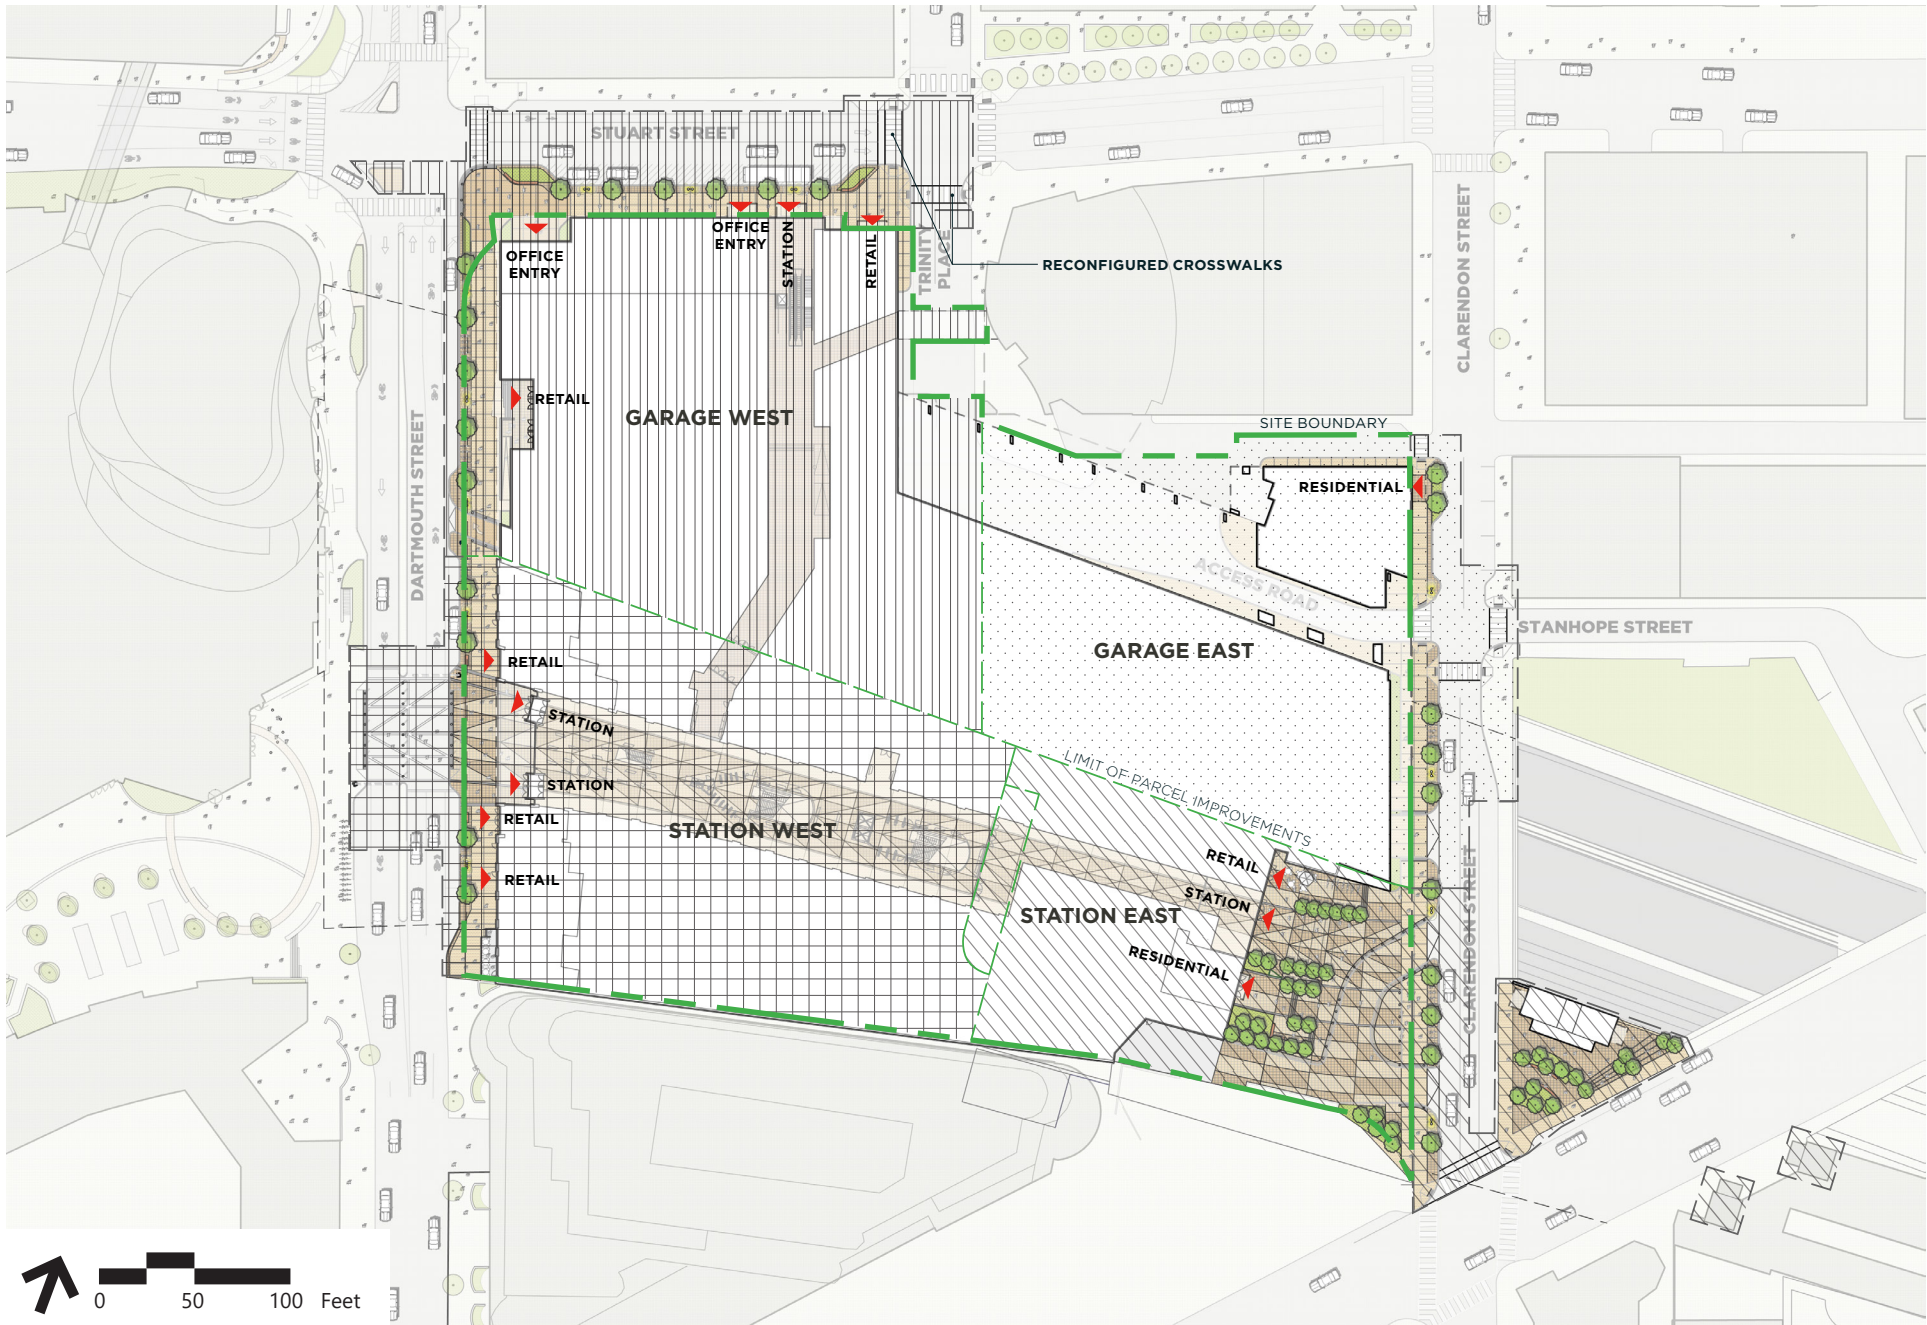 STUART STREET
OFFICE
ENTRY
OFFICE
ENTRY
STATION
RETAIL
TRINITY
PLACE
RECONFIGURED CROSSWALKS
CLARENDON STREET
RETAIL
GARAGE WEST
SITE BOUNDARY
DARTMOUTH STREET
RESIDENTIAL
ACCESS ROAD
STANHOPE STREET
GARAGE EAST
RETAIL
STATION
LIMIT OF PARCEL IMPROVEMENTS
STATION
RETAIL
STATION WEST
RETAIL
RETAIL
STATION
STATION EAST
RESIDENTIAL
CLARENDON STREET
0 50 100 Feet